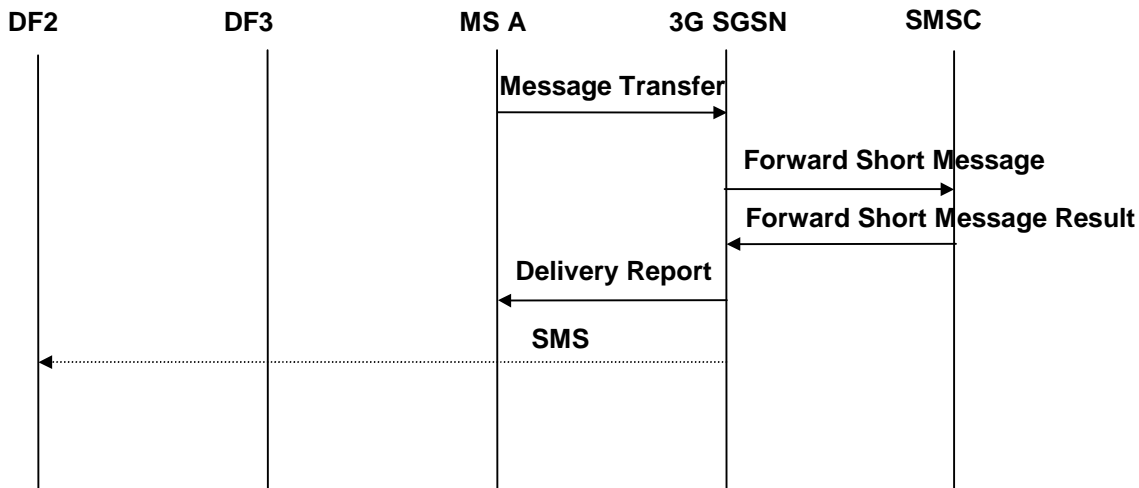 DF2 DF3 MS A 3G SGSN SMSC
Message Transfer
Forward Short Message
Forward Short Message Result
Delivery Report
SMS